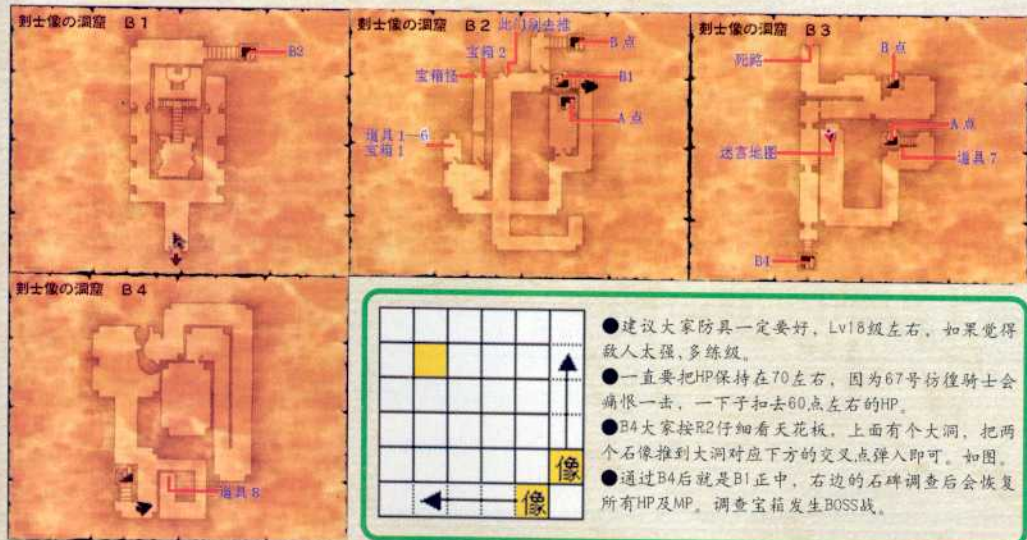 剣士像の洞窟 B1
B2
剣士像の洞窟 B2
此门别去推
宝箱2
宝箱怪
B点
B1
A点
道具1—6
宝箱1
剣士像の洞窟 B3
死路
B点
A点
迷宫地图
道具7
B4
剣士像の洞窟 B4
道具8
像
像
●建议大家防具一定要好，Lv18级左右，如果觉得
敌人太强，多练级。
●一直要把HP保持在70左右，因为67号彷徨骑士会
痛恨一击，一下子扣去60点左右的HP。
●B4大家按R2仔细看天花板，上面有个大洞，把两
个石像推到大洞对应下方的交叉点弹入即可。如图。
●通过B4后就是B1正中，右边的石碑调查后会恢复
所有HP及MP。调查宝箱发生BOSS战。